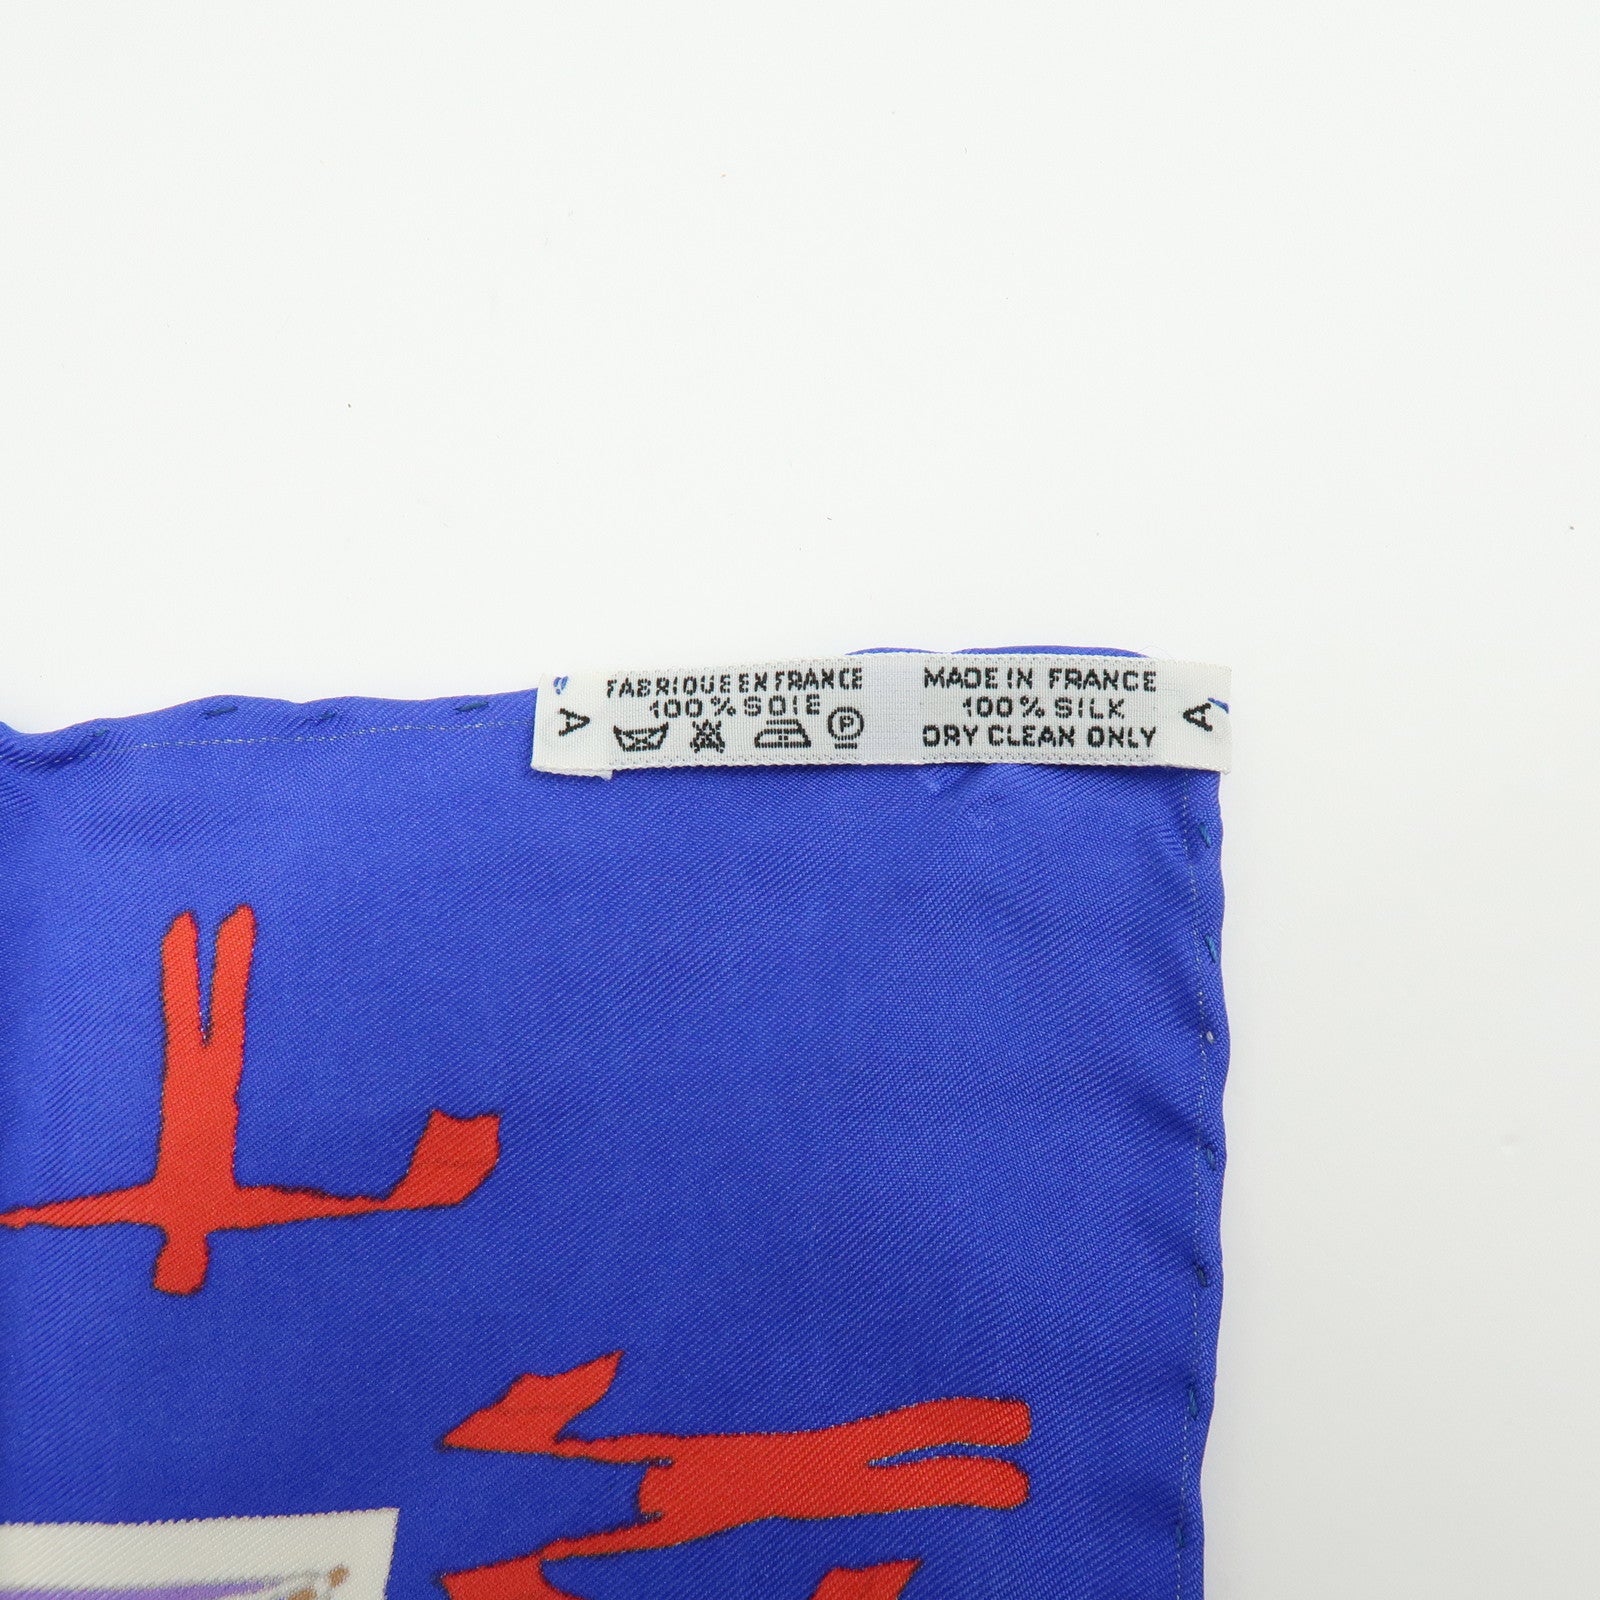 A
FABRIQUE EN FRANCE
100% SOIE
P
MADE IN FRANCE
100% SILK
DRY CLEAN ONLY
A